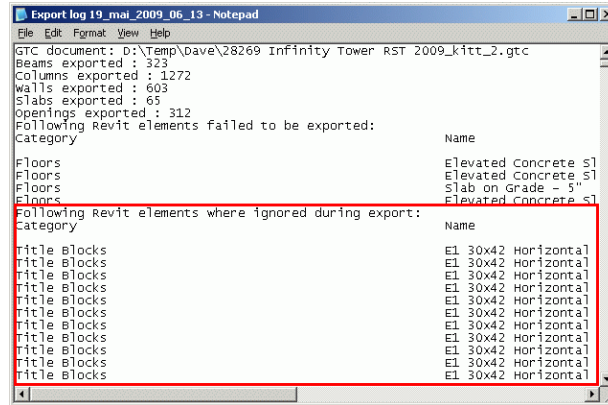 Export log 19_mai_2009_06_13 - Notepad
File Edit Format View Help
GTC document: D:\Temp\Dave\28269 Infinity Tower RST 2009_kitt_2.gtc
Beams exported : 323
Columns exported : 1272
Walls exported : 603
Slabs exported : 65
Openings exported : 312
Following Revit elements failed to be exported:
Category Name
Floors Elevated Concrete Sl
Floors Elevated Concrete Sl
Floors Slab on Grade - 5"
Floors Elevated Concrete Sl
Following Revit elements where ignored during export:
Category Name
Title Blocks E1 30x42 Horizontal
Title Blocks E1 30x42 Horizontal
Title Blocks E1 30x42 Horizontal
Title Blocks E1 30x42 Horizontal
Title Blocks E1 30x42 Horizontal
Title Blocks E1 30x42 Horizontal
Title Blocks E1 30x42 Horizontal
Title Blocks E1 30x42 Horizontal
Title Blocks E1 30x42 Horizontal
Title Blocks E1 30x42 Horizontal
Title Blocks E1 30x42 Horizontal